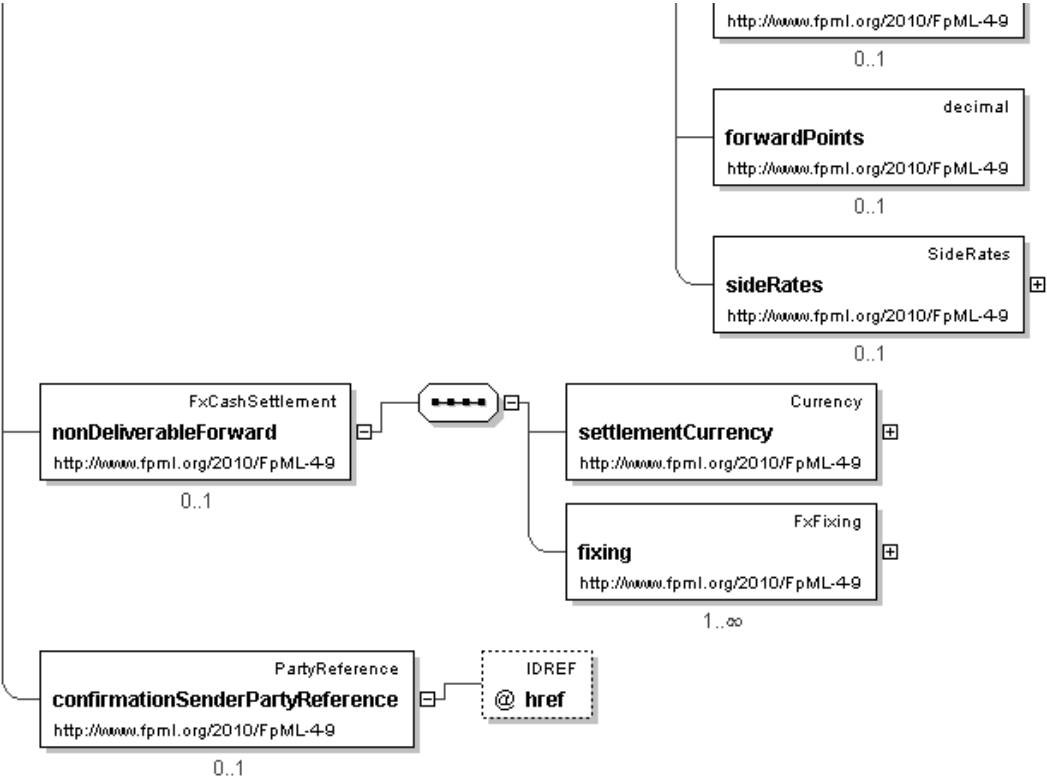 http://www.fpml.org/2010/FpML-4-9
0..1
decimal
forwardPoints
http://www.fpml.org/2010/FpML-4-9
0..1
SideRates
sideRates
http://www.fpml.org/2010/FpML-4-9
0..1
FxCashSettlement
nonDeliverableForward
http://www.fpml.org/2010/FpML-4-9
0..1
Currency
settlementCurrency
http://www.fpml.org/2010/FpML-4-9
FxFixing
fixing
http://www.fpml.org/2010/FpML-4-9
1..∞
PartyReference
confirmationSenderPartyReference
http://www.fpml.org/2010/FpML-4-9
0..1
IDREF
@ href